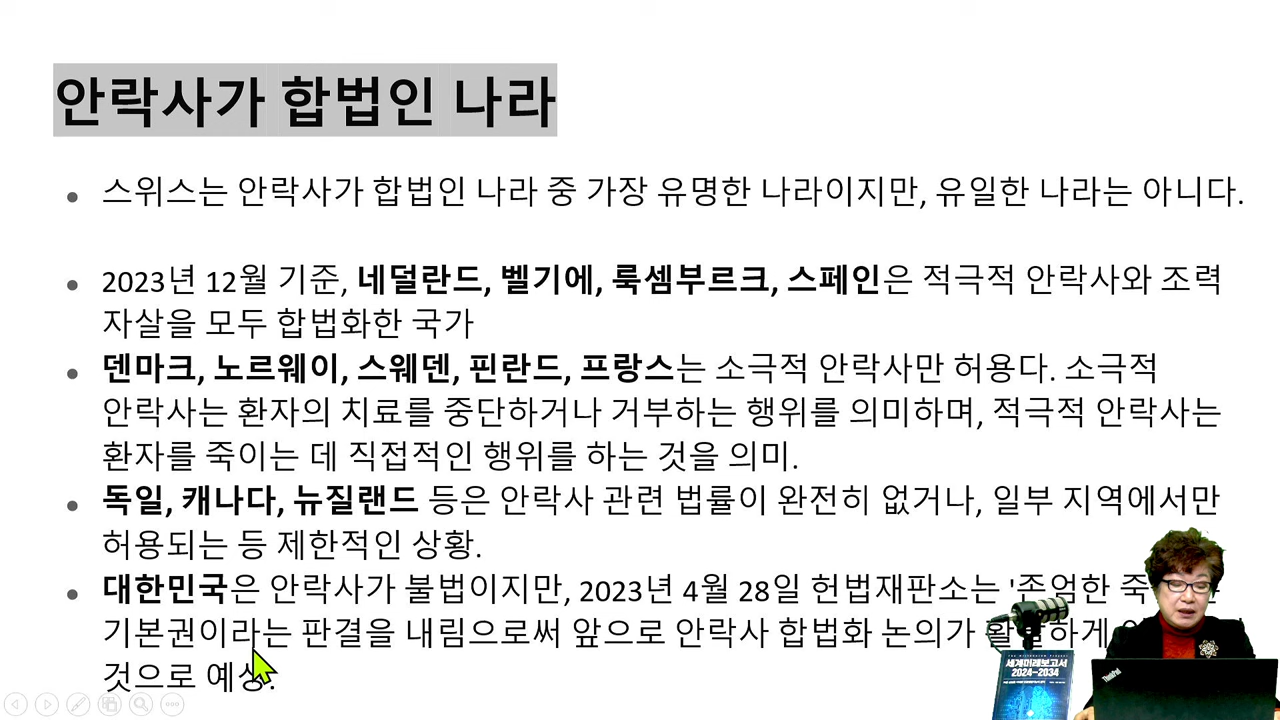 안락사가 합법인 나라
스위스는 안락사가 합법인 나라 중 가장 유명한 나라이지만, 유일한 나라는 아니다.
2023년 12월 기준, 네덜란드, 벨기에, 룩셈부르크, 스페인은 적극적 안락사와 조력
자살을 모두 합법화한 국가
덴마크, 노르웨이, 스웨덴, 핀란드, 프랑스는 소극적 안락사만 허용다. 소극적
안락사는 환자의 치료를 중단하거나 거부하는 행위를 의미하며, 적극적 안락사는
환자를 죽이는 데 직접적인 행위를 하는 것을 의미.
독일, 캐나다, 뉴질랜드 등은 안락사 관련 법률이 완전히 없거나, 일부 지역에서만
허용되는 등 제한적인 상황.
대한민국은 안락사가 불법이지만, 2023년 4월 28일 헌법재판소는 '존엄한
기본권이라는 판결을 내림으로써 앞으로 안락사 합법화 논의가 활발하게
것으로 예상.
세계미래보고서
2024-2034
ThinkPad